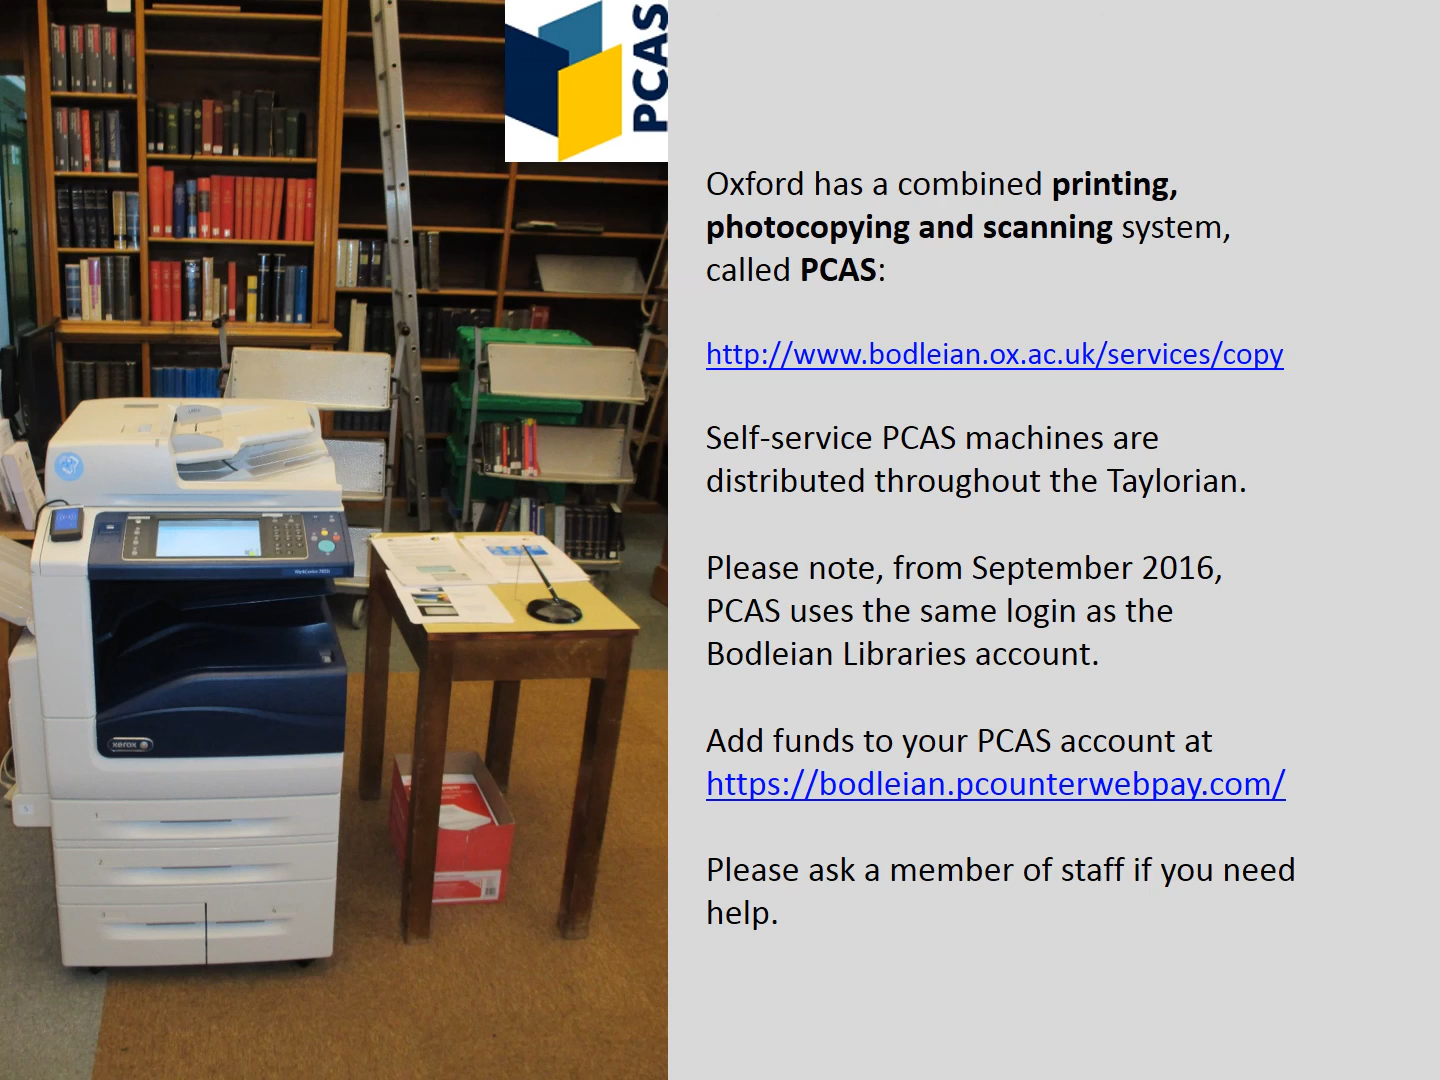 PCAS
Oxford has a combined printing,
photocopying and scanning system,
called PCAS:
http://www.bodleian.ox.ac.uk/services/copy
Self-service PCAS machines are
distributed throughout the Taylorian.
Please note, from September 2016,
PCAS uses the same login as the
Bodleian Libraries account.
Add funds to your PCAS account at
https://bodleian.pcounterwebpay.com/
Please ask a member of staff if you need
help.
xerox
1
2
3